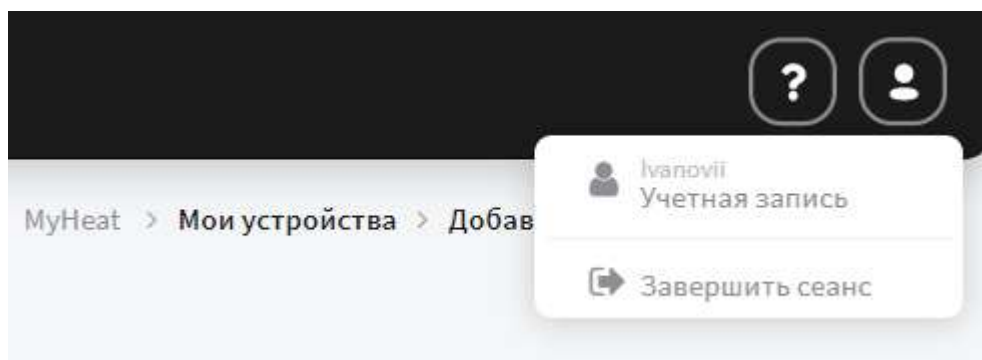 ?
Ivanovii
Учетная запись
MyHeat > Мои устройства > Добав
Завершить сеанс